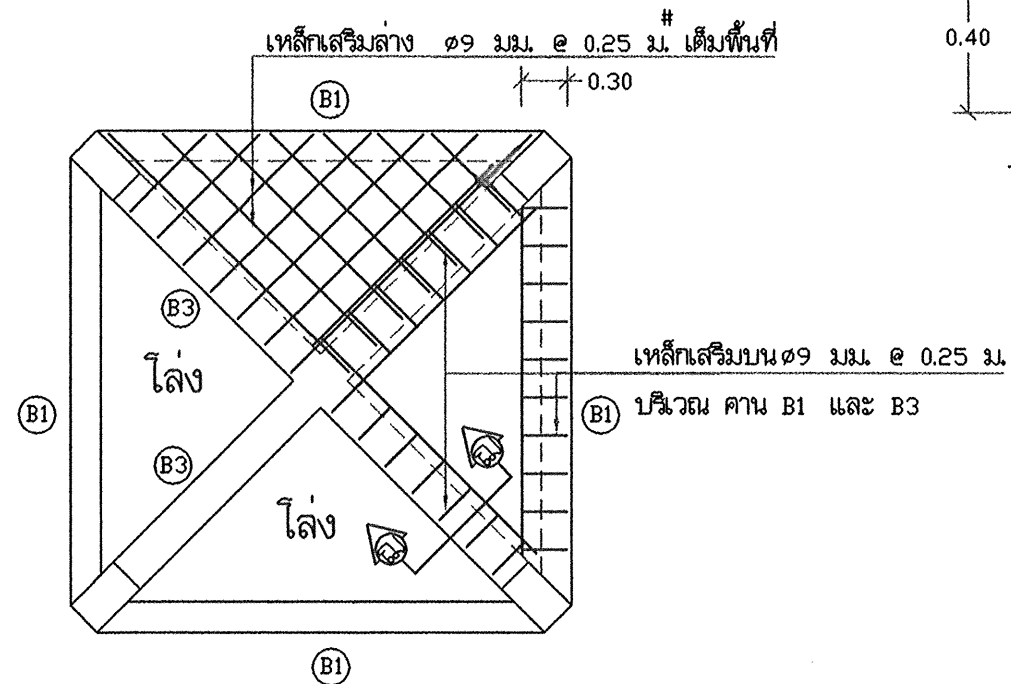 #
เหล็กเสริมล่าง ø9 มม. @ 0.25 ม. เต็มพื้นที่
0.40
0.30
B1
B3
โล่ง
เหล็กเสริมบน ø9 มม. @ 0.25 ม.
B1
B1
บริเวณ คาน B1 และ B3
B3
โล่ง
B1